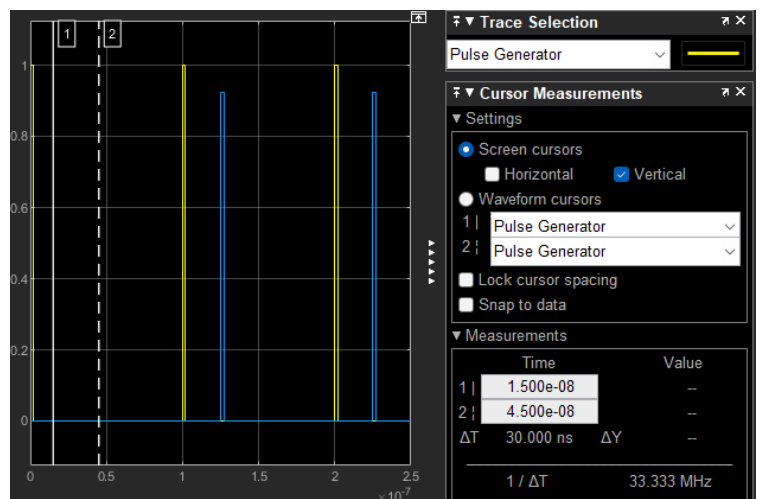 1 2
1
0.8
0.6
0.4
0.2
0
0 0.5 1 1.5 2 2.5
×10⁻⁷
Trace Selection
Pulse Generator
Cursor Measurements
Settings
Screen cursors
Horizontal Vertical
Waveform cursors
1 | Pulse Generator
2 ¦ Pulse Generator
Lock cursor spacing
Snap to data
Measurements
Time Value
1 | 1.500e-08 --
2 ¦ 4.500e-08 --
ΔT 30.000 ns ΔY --
1 / ΔT 33.333 MHz